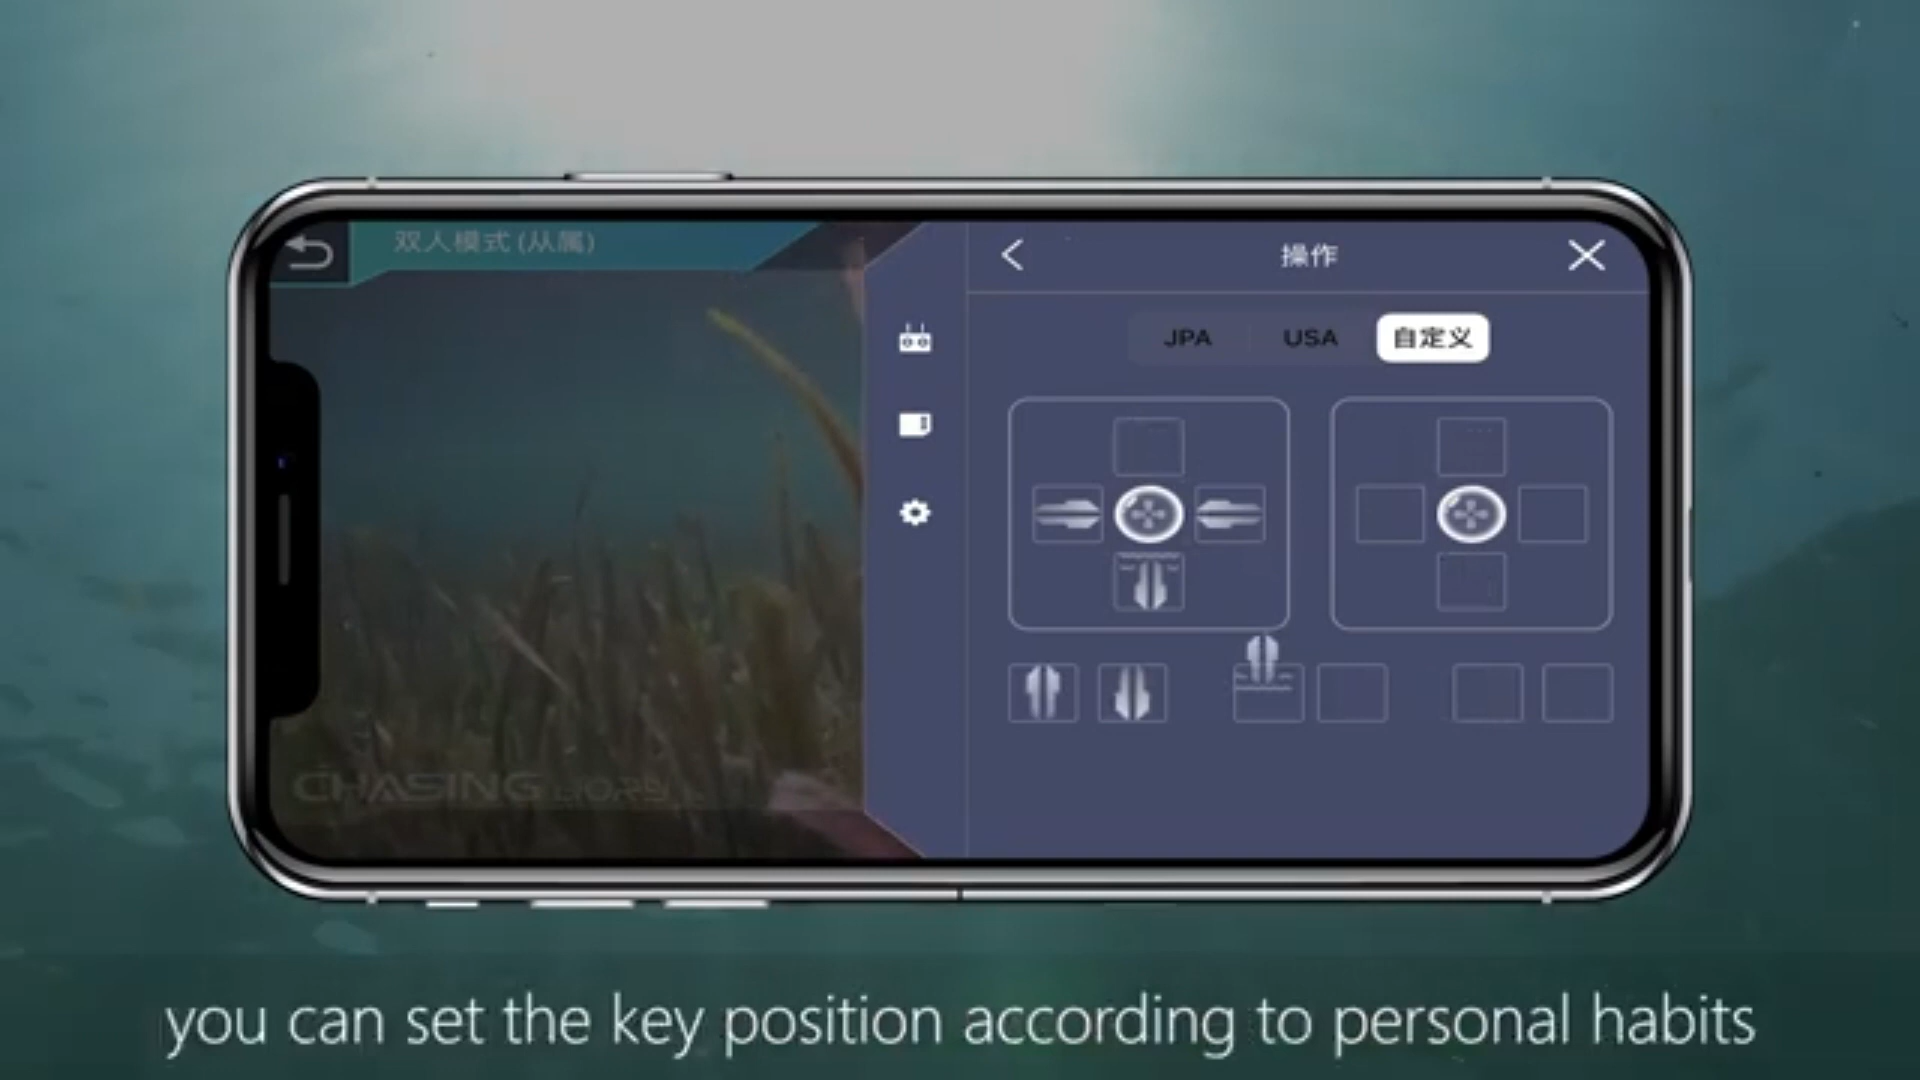 双人模式(从属)
操作
JPA
USA
自定义
CHASING DORY
you can set the key position according to personal habits